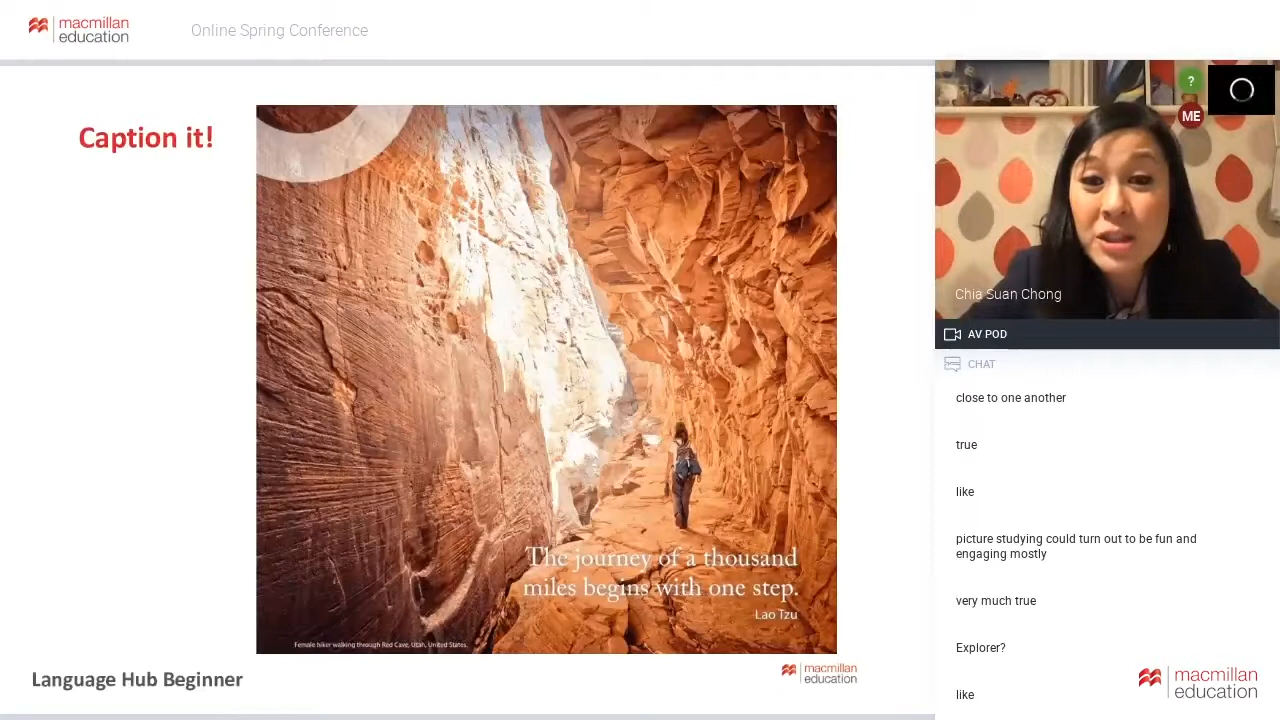 macmillan
education
Online Spring Conference
Caption it!
The journey of a thousand
miles begins with one step.
Lao Tzu
Female hiker walking through Red Cave, Utah, United States.
Language Hub Beginner
macmillan
education
?
ME
Chia Suan Chong
AV POD
CHAT
close to one another
true
like
picture studying could turn out to be fun and
engaging mostly
very much true
Explorer?
like
macmillan
education